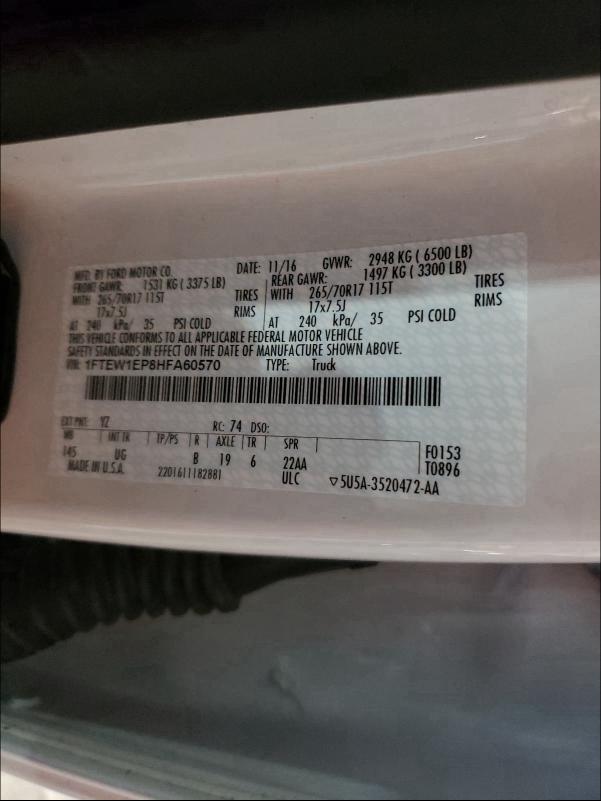 MFD. BY FORD MOTOR CO. DATE: 11/16 GVWR: 2948 KG ( 6500 LB)
FRONT GAWR: 1531 KG ( 3375 LB) REAR GAWR: 1497 KG ( 3300 LB)
WITH 265/70R17 115T TIRES WITH 265/70R17 115T TIRES
17x7.5J RIMS 17x7.5J RIMS
AT 240 kPa/ 35 PSI COLD AT 240 kPa/ 35 PSI COLD
THIS VEHICLE CONFORMS TO ALL APPLICABLE FEDERAL MOTOR VEHICLE
SAFETY STANDARDS IN EFFECT ON THE DATE OF MANUFACTURE SHOWN ABOVE.
VIN: 1FTEW1EP8HFA60570 TYPE: Truck
EXT PNT: YZ RC: 74 DSO:
WB INT TR TP/PS R AXLE TR SPR F0153
145 UG B 19 6 22AA T0896
MADE IN U.S.A. 2201611182881 ULC ▽5U5A-3520472-AA